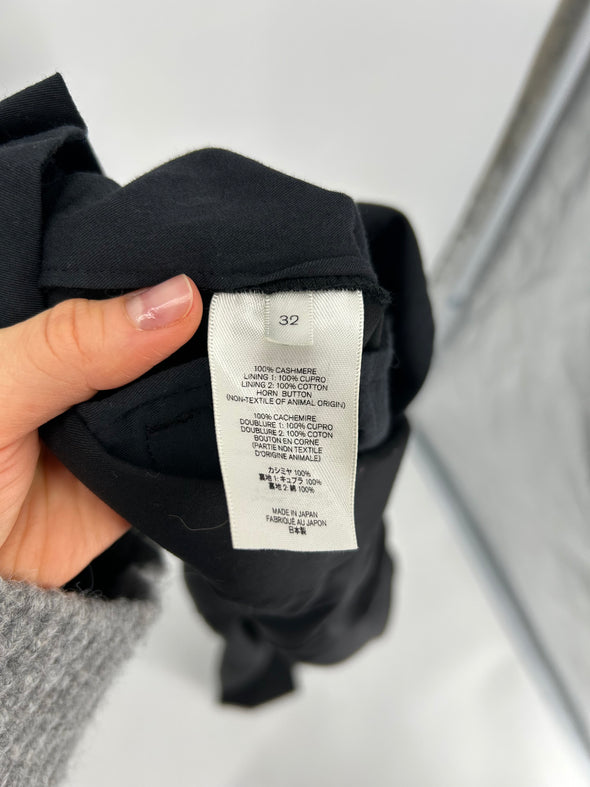 32
100% CASHMERE
LINING 1: 100% CUPRO
LINING 2: 100% COTTON
HORN BUTTON
(NON-TEXTILE OF ANIMAL ORIGIN)
100% CACHEMIRE
DOUBLURE 1: 100% CUPRO
DOUBLURE 2: 100% COTON
BOUTON EN CORNE
(PARTIE NON TEXTILE
D'ORIGINE ANIMALE)
カシミヤ 100%
裏地 1: キュプラ 100%
裏地 2: 綿 100%
MADE IN JAPAN
FABRIQUÉ AU JAPON
日本製